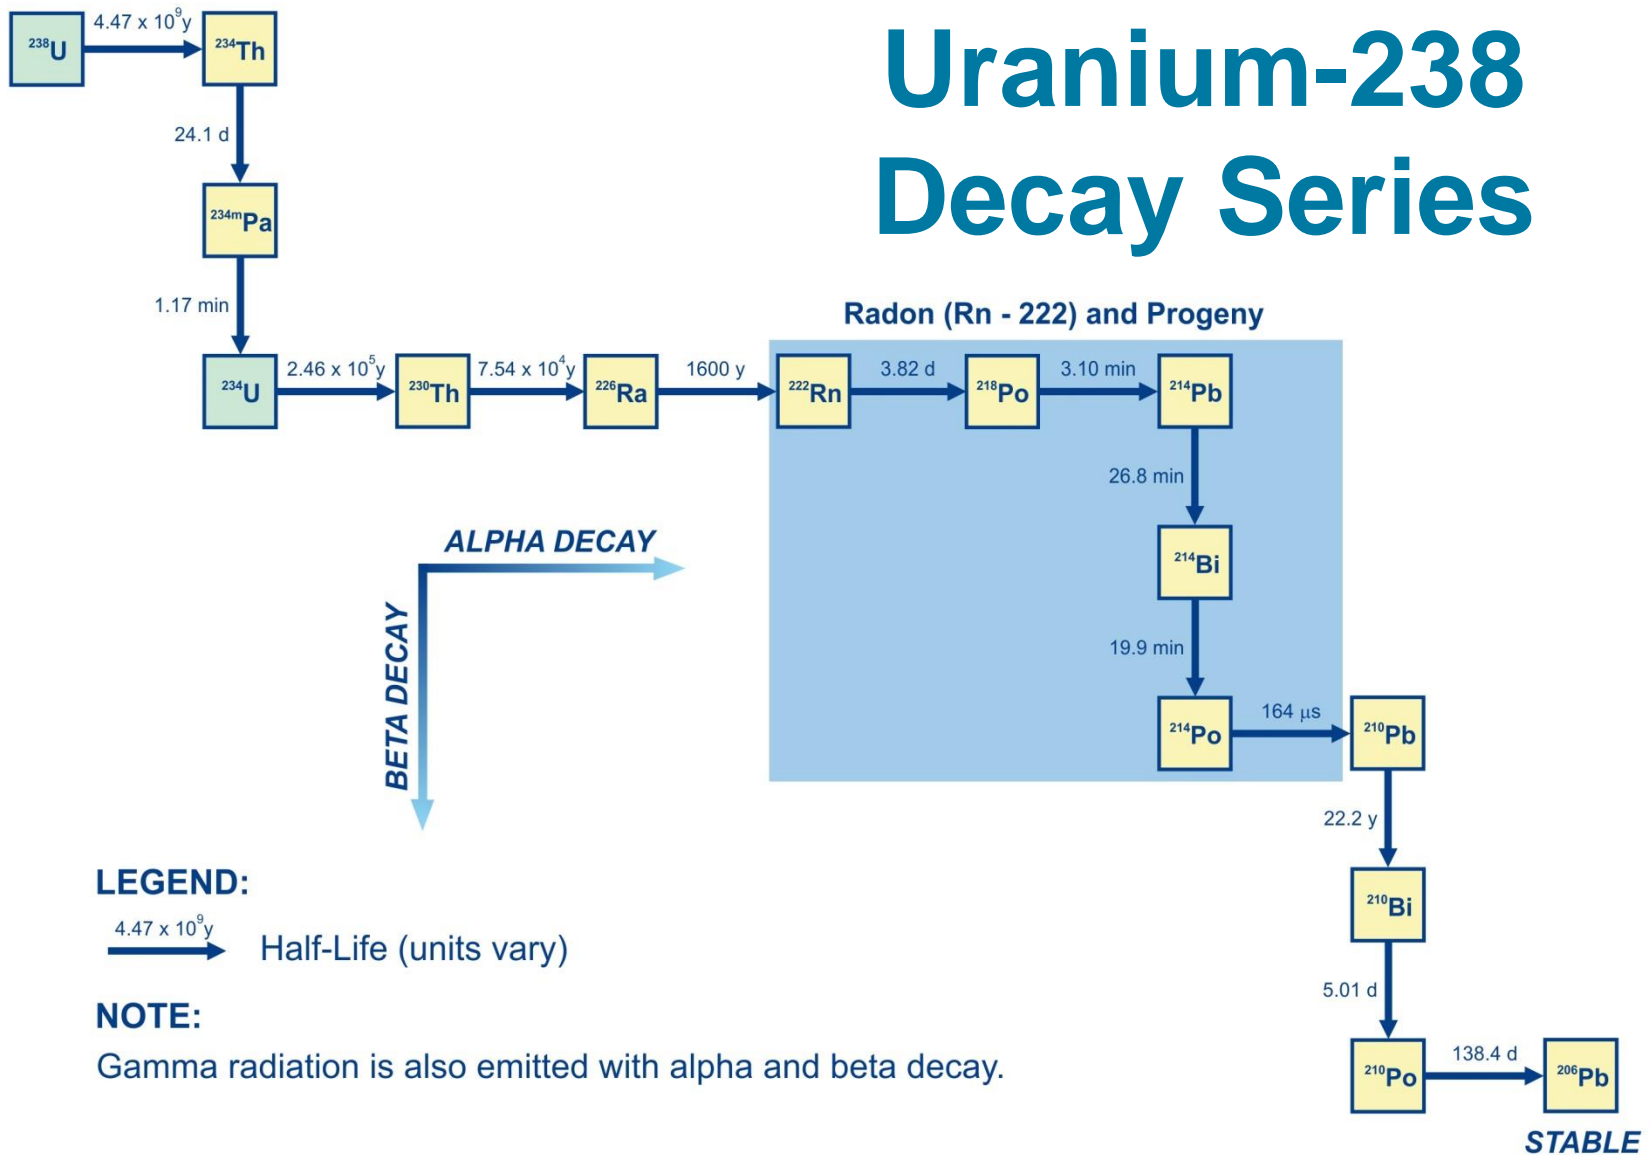 Uranium-238
Decay Series
4.47 x 10⁹y
²³⁸U
²³⁴Th
24.1 d
²³⁴ᵐPa
1.17 min
Radon (Rn - 222) and Progeny
²³⁴U
2.46 x 10⁵y
²³⁰Th
7.54 x 10⁴y
²²⁶Ra
1600 y
²²²Rn
3.82 d
²¹⁸Po
3.10 min
²¹⁴Pb
26.8 min
²¹⁴Bi
19.9 min
²¹⁴Po
164 μs
²¹⁰Pb
22.2 y
²¹⁰Bi
5.01 d
²¹⁰Po
138.4 d
²⁰⁶Pb
STABLE
ALPHA DECAY
BETA DECAY
LEGEND:
4.47 x 10⁹y
Half-Life (units vary)
NOTE:
Gamma radiation is also emitted with alpha and beta decay.